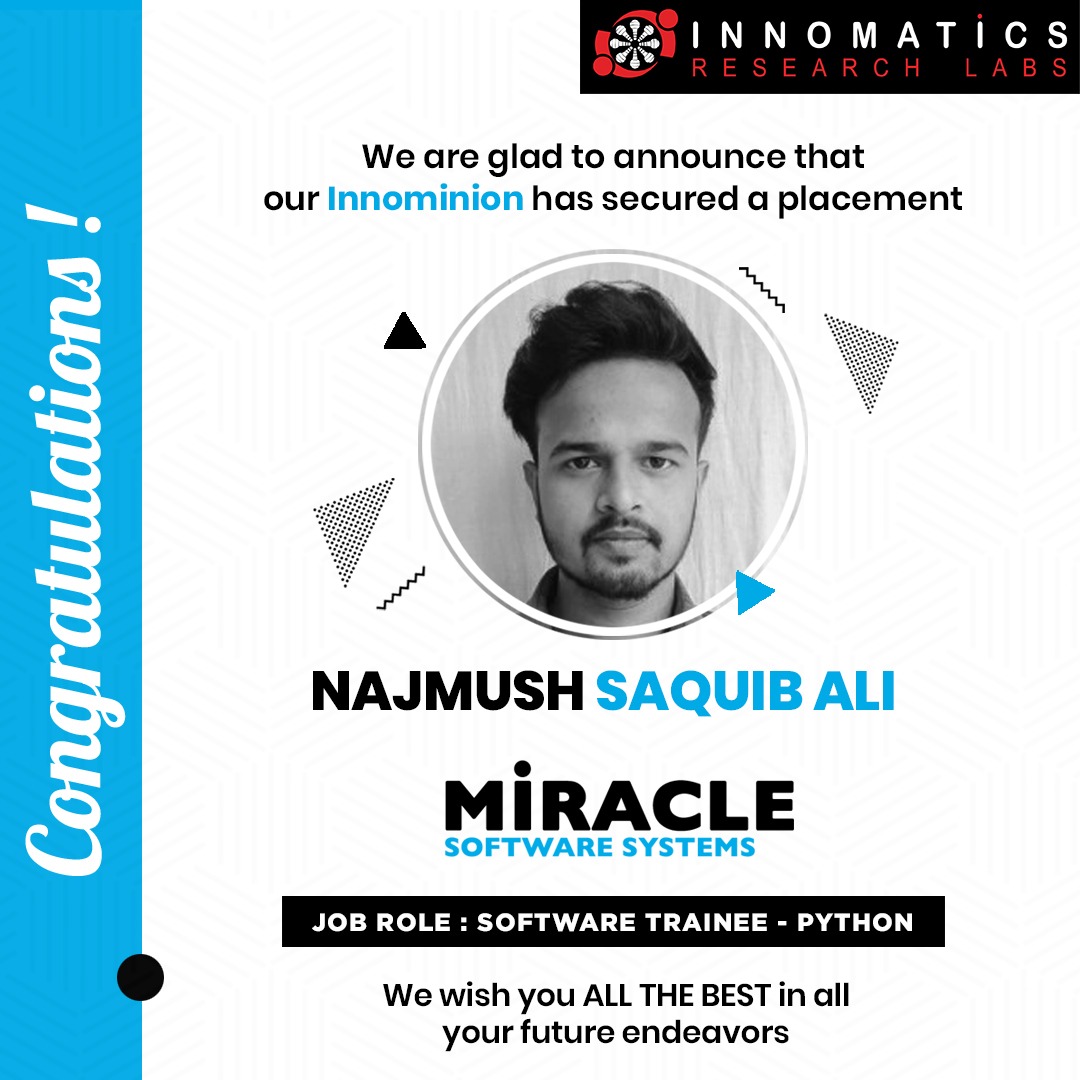 INNOMATiCS
RESEARCH LABS
We are glad to announce that
our Innominion has secured a placement
Congratulations !
NAJMUSH SAQUIB ALI
MiRACLE
SOFTWARE SYSTEMS
JOB ROLE : SOFTWARE TRAINEE - PYTHON
We wish you ALL THE BEST in all
your future endeavors